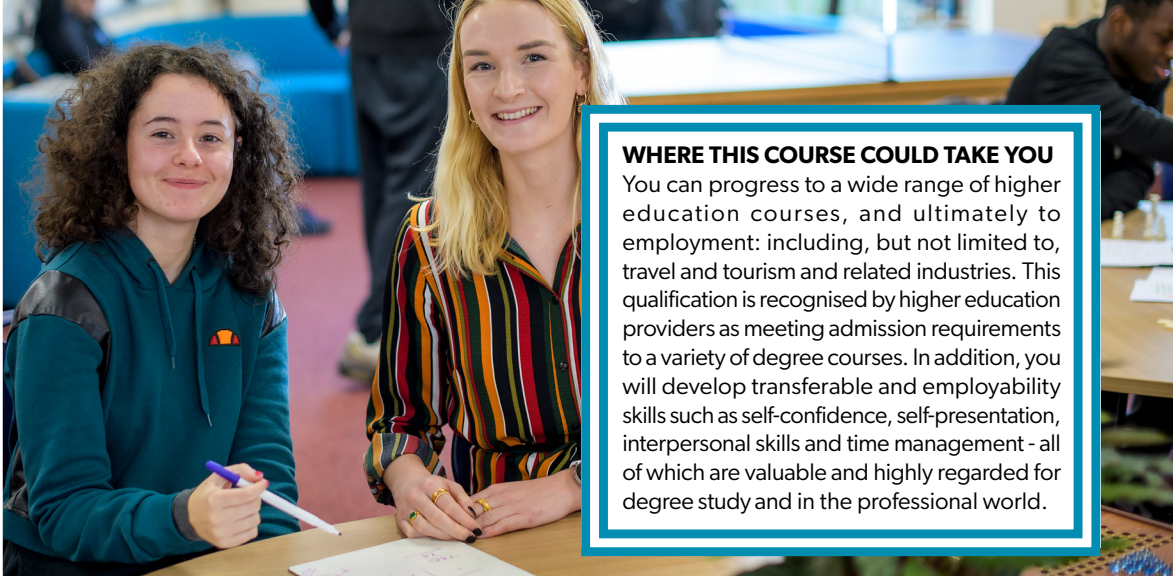 WHERE THIS COURSE COULD TAKE YOU
You can progress to a wide range of higher
education courses, and ultimately to
employment: including, but not limited to,
travel and tourism and related industries. This
qualification is recognised by higher education
providers as meeting admission requirements
to a variety of degree courses. In addition, you
will develop transferable and employability
skills such as self-confidence, self-presentation,
interpersonal skills and time management - all
of which are valuable and highly regarded for
degree study and in the professional world.